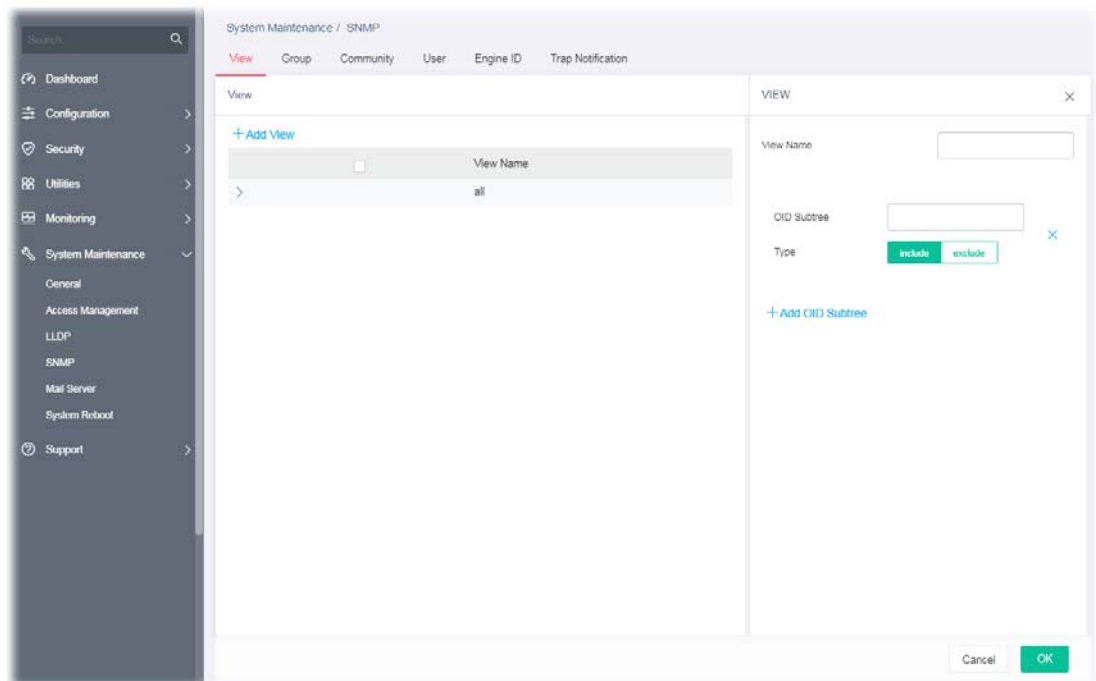 Search
Dashboard
Configuration
Security
Utilities
Monitoring
System Maintenance
General
Access Management
LLDP
SNMP
Mail Server
System Reboot
Support
System Maintenance / SNMP
View Group Community User Engine ID Trap Notification
View
+Add View
View Name
all
VIEW
View Name
OID Subtree
Type include exclude
+Add OID Subtree
Cancel OK